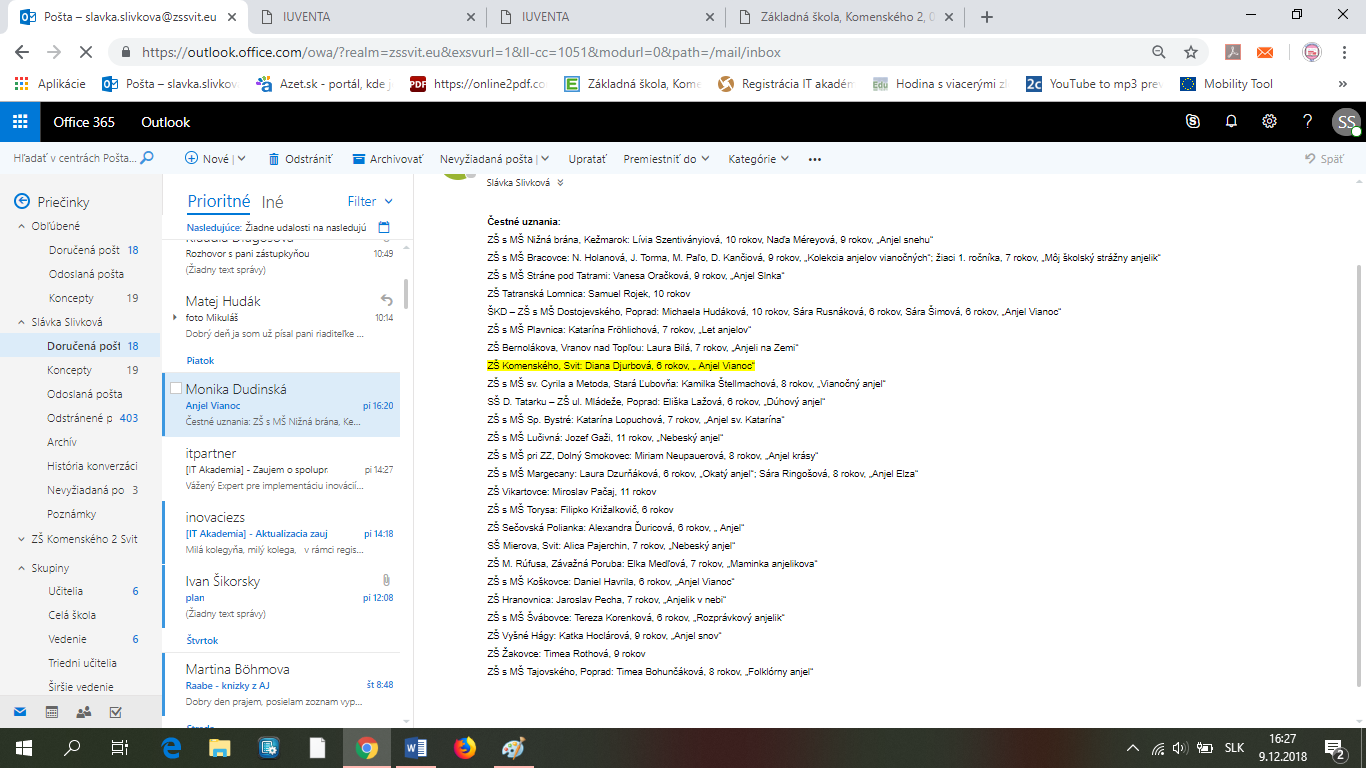 Pošta – slavka.slivkova@zssvit.eu
IUVENTA
IUVENTA
Základná škola, Komenského 2, 0
https://outlook.office.com/owa/?realm=zssvit.eu&exsvurl=1&ll-cc=1051&modurl=0&path=/mail/inbox
Aplikácie
Pošta – slavka.slivkov
Azet.sk - portál, kde j
https://online2pdf.co
Základná škola, Kome
Registrácia IT akadém
Hodina s viacerými z
YouTube to mp3 prev
Mobility Tool
Office 365
Outlook
SS
Hľadať v centrách Pošta...
Nové
Odstrániť
Archivovať
Nevyžiadaná pošta
Upratať
Premiestniť do
Kategórie
Späť
Priečinky
Obľúbené
Doručená pošt 18
Odoslaná pošta
Koncepty 19
Slávka Slivková
Doručená pošt 18
Koncepty 19
Odoslaná pošta
Odstránené p 403
Archív
História konverzáci
Nevyžiadaná po 3
Poznámky
ZŠ Komenského 2 Svit
Skupiny
Učitelia 6
Celá škola
Vedenie 6
Triedni učitelia
Širšie vedenie
Prioritné
Iné
Filter
Nasledujúce: Žiadne udalosti na nasledujú
Rozhovor s pani zástupkyňou 10:49
(Žiadny text správy)
Matej Hudák
foto Mikuláš 10:14
Dobrý deň ja som už písal pani riaditeľke ...
Piatok
Monika Dudinská
Anjel Vianoc pi 16:20
Čestné uznania: ZŠ s MŠ Nižná brána, Ke...
itpartner
[IT Akademia] - Zaujem o spolupr pi 14:27
Vážený Expert pre implementáciu inovácií...
inovaciezs
[IT Akademia] - Aktualizacia zauj pi 14:18
Milá kolegyňa, milý kolega, v rámci regis...
Ivan Šikorsky
plan pi 12:08
(Žiadny text správy)
Štvrtok
Martina Böhmova
Raabe - knizky z AJ št 8:48
Dobry den prajem, posielam zoznam vyp...
Slávka Slivková
Čestné uznania:
ZŠ s MŠ Nižná brána, Kežmarok: Lívia Szentiványiová, 10 rokov, Naďa Méreyová, 9 rokov, „Anjel snehu“
ZŠ s MŠ Bracovce: N. Holanová, J. Torma, M. Paľo, D. Kančiová, 9 rokov, „Kolekcia anjelov vianočných“; žiaci 1. ročníka, 7 rokov, „Môj školský strážny anjelik“
ZŠ s MŠ Stráne pod Tatrami: Vanesa Oračková, 9 rokov, „Anjel Slnka“
ZŠ Tatranská Lomnica: Samuel Rojek, 10 rokov
ŠKD – ZŠ s MŠ Dostojevského, Poprad: Michaela Hudáková, 10 rokov, Sára Rusnáková, 6 rokov, Sára Šimová, 6 rokov, „Anjel Vianoc“
ZŠ s MŠ Plavnica: Katarína Fröhlichová, 7 rokov, „Let anjelov“
ZŠ Bernolákova, Vranov nad Topľou: Laura Bilá, 7 rokov, „Anjeli na Zemi“
ZŠ Komenského, Svit: Diana Djurbová, 6 rokov, „ Anjel Vianoc“
ZŠ s MŠ sv. Cyrila a Metoda, Stará Ľubovňa: Kamilka Štellmachová, 8 rokov, „Vianočný anjel“
SŠ D. Tatarku – ZŠ ul. Mládeže, Poprad: Eliška Lažová, 6 rokov, „Dúhový anjel“
ZŠ s MŠ Sp. Bystré: Katarína Lopuchová, 7 rokov, „Anjel sv. Katarína“
ZŠ s MŠ Lučivná: Jozef Gaži, 11 rokov, „Nebeský anjel“
ZŠ s MŠ pri ZZ, Dolný Smokovec: Miriam Neupauerová, 8 rokov, „Anjel krásy“
ZŠ s MŠ Margecany: Laura Dzurňáková, 6 rokov, „Okatý anjel“; Sára Ringošová, 8 rokov, „Anjel Elza“
ZŠ Vikartovce: Miroslav Pačaj, 11 rokov
ZŠ s MŠ Torysa: Filipko Križalkovič, 6 rokov
ZŠ Sečovská Polianka: Alexandra Ďuricová, 6 rokov, „ Anjel“
SŠ Mierova, Svit: Alica Pajerchin, 7 rokov, „Nebeský anjel“
ZŠ M. Rúfusa, Závažná Poruba: Elka Medľová, 7 rokov, „Maminka anjelikova“
ZŠ s MŠ Koškovce: Daniel Havrila, 6 rokov, „Anjel Vianoc“
ZŠ Hranovnica: Jaroslav Pecha, 7 rokov, „Anjelik v nebi“
ZŠ s MŠ Švábovce: Tereza Korenková, 6 rokov, „Rozprávkový anjelik“
ZŠ Vyšné Hágy: Katka Hoclárová, 9 rokov, „Anjel snov“
ZŠ Žakovce: Timea Rothová, 9 rokov
ZŠ s MŠ Tajovského, Poprad: Timea Bohunčáková, 8 rokov, „Folklórny anjel“
SLK
16:27
9.12.2018
2